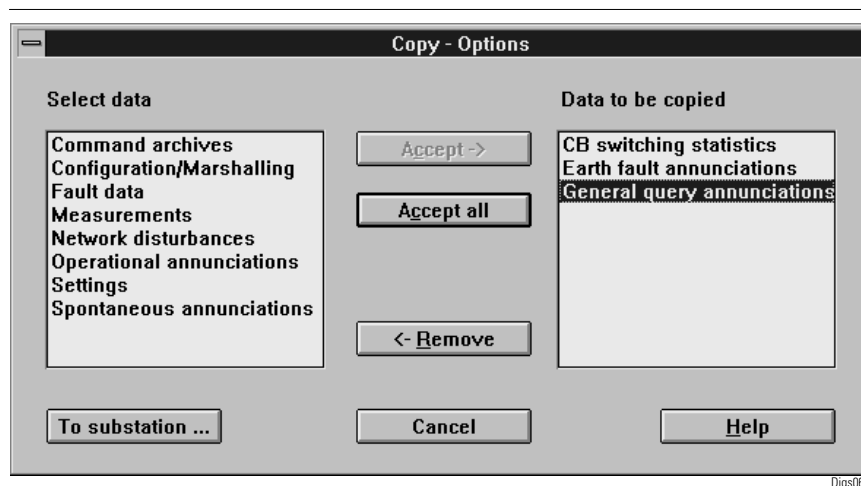 Copy - Options
Select data
Command archives
Configuration/Marshalling
Fault data
Measurements
Network disturbances
Operational annunciations
Settings
Spontaneous annunciations
Accept ->
Accept all
<- Remove
Data to be copied
CB switching statistics
Earth fault annunciations
General query annunciations
To substation ...
Cancel
Help